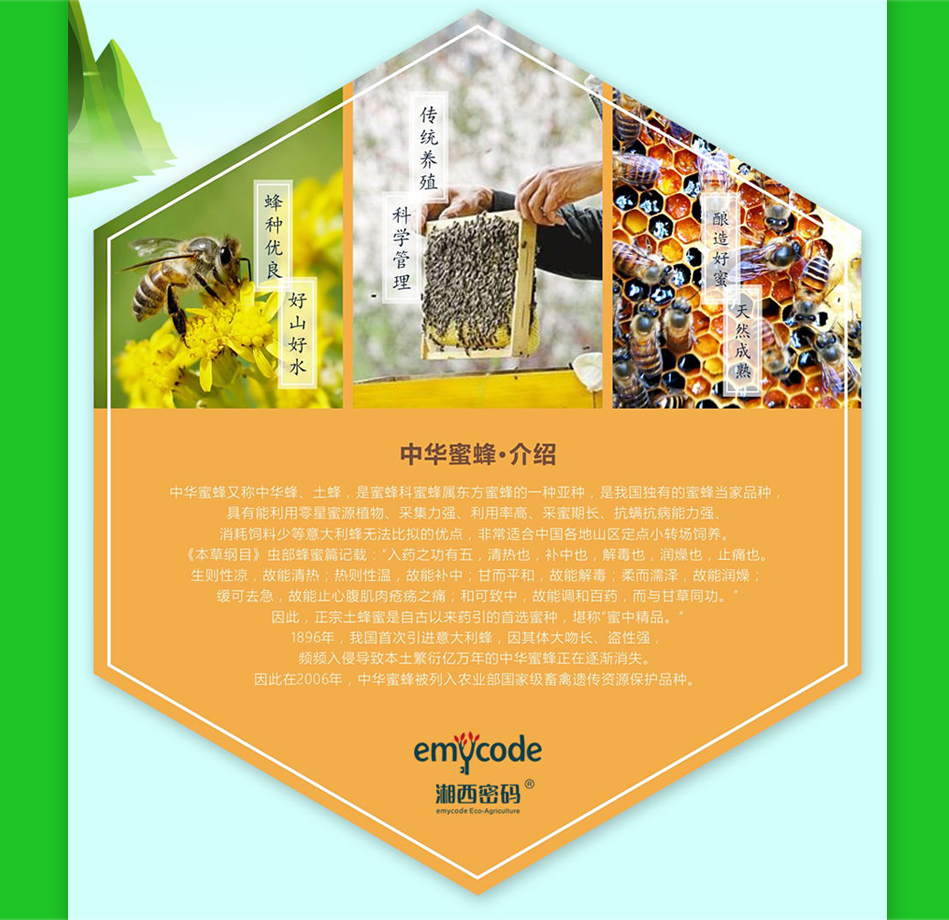 蜂种优良
好山好水
传统养殖
科学管理
酿造好蜜
天然成熟
中华蜜蜂·介绍
中华蜜蜂又称中华蜂、土蜂，是蜜蜂科蜜蜂属东方蜜蜂的一种亚种，是我国独有的蜜蜂当家品种，
具有能利用零星蜜源植物、采集力强、利用率高、采蜜期长、抗螨抗病能力强、
消耗饲料少等意大利蜂无法比拟的优点，非常适合中国各地山区定点小转场饲养。
《本草纲目》虫部蜂蜜篇记载：“入药之功有五，清热也，补中也，解毒也，润燥也，止痛也。
生则性凉，故能清热；热则性温，故能补中；甘而平和，故能解毒；柔而濡泽，故能润燥；
缓可去急，故能止心腹肌肉疮疡之痛；和可致中，故能调和百药，而与甘草同功。”
因此，正宗土蜂蜜是自古以来药引的首选蜜种，堪称“蜜中精品。”
1896年，我国首次引进意大利蜂，因其体大吻长、盗性强，
频频入侵导致本土繁衍亿万年的中华蜜蜂正在逐渐消失。
因此在2006年，中华蜜蜂被列入农业部国家级畜禽遗传资源保护品种。
emycode
湘西密码®
emycode Eco-Agriculture